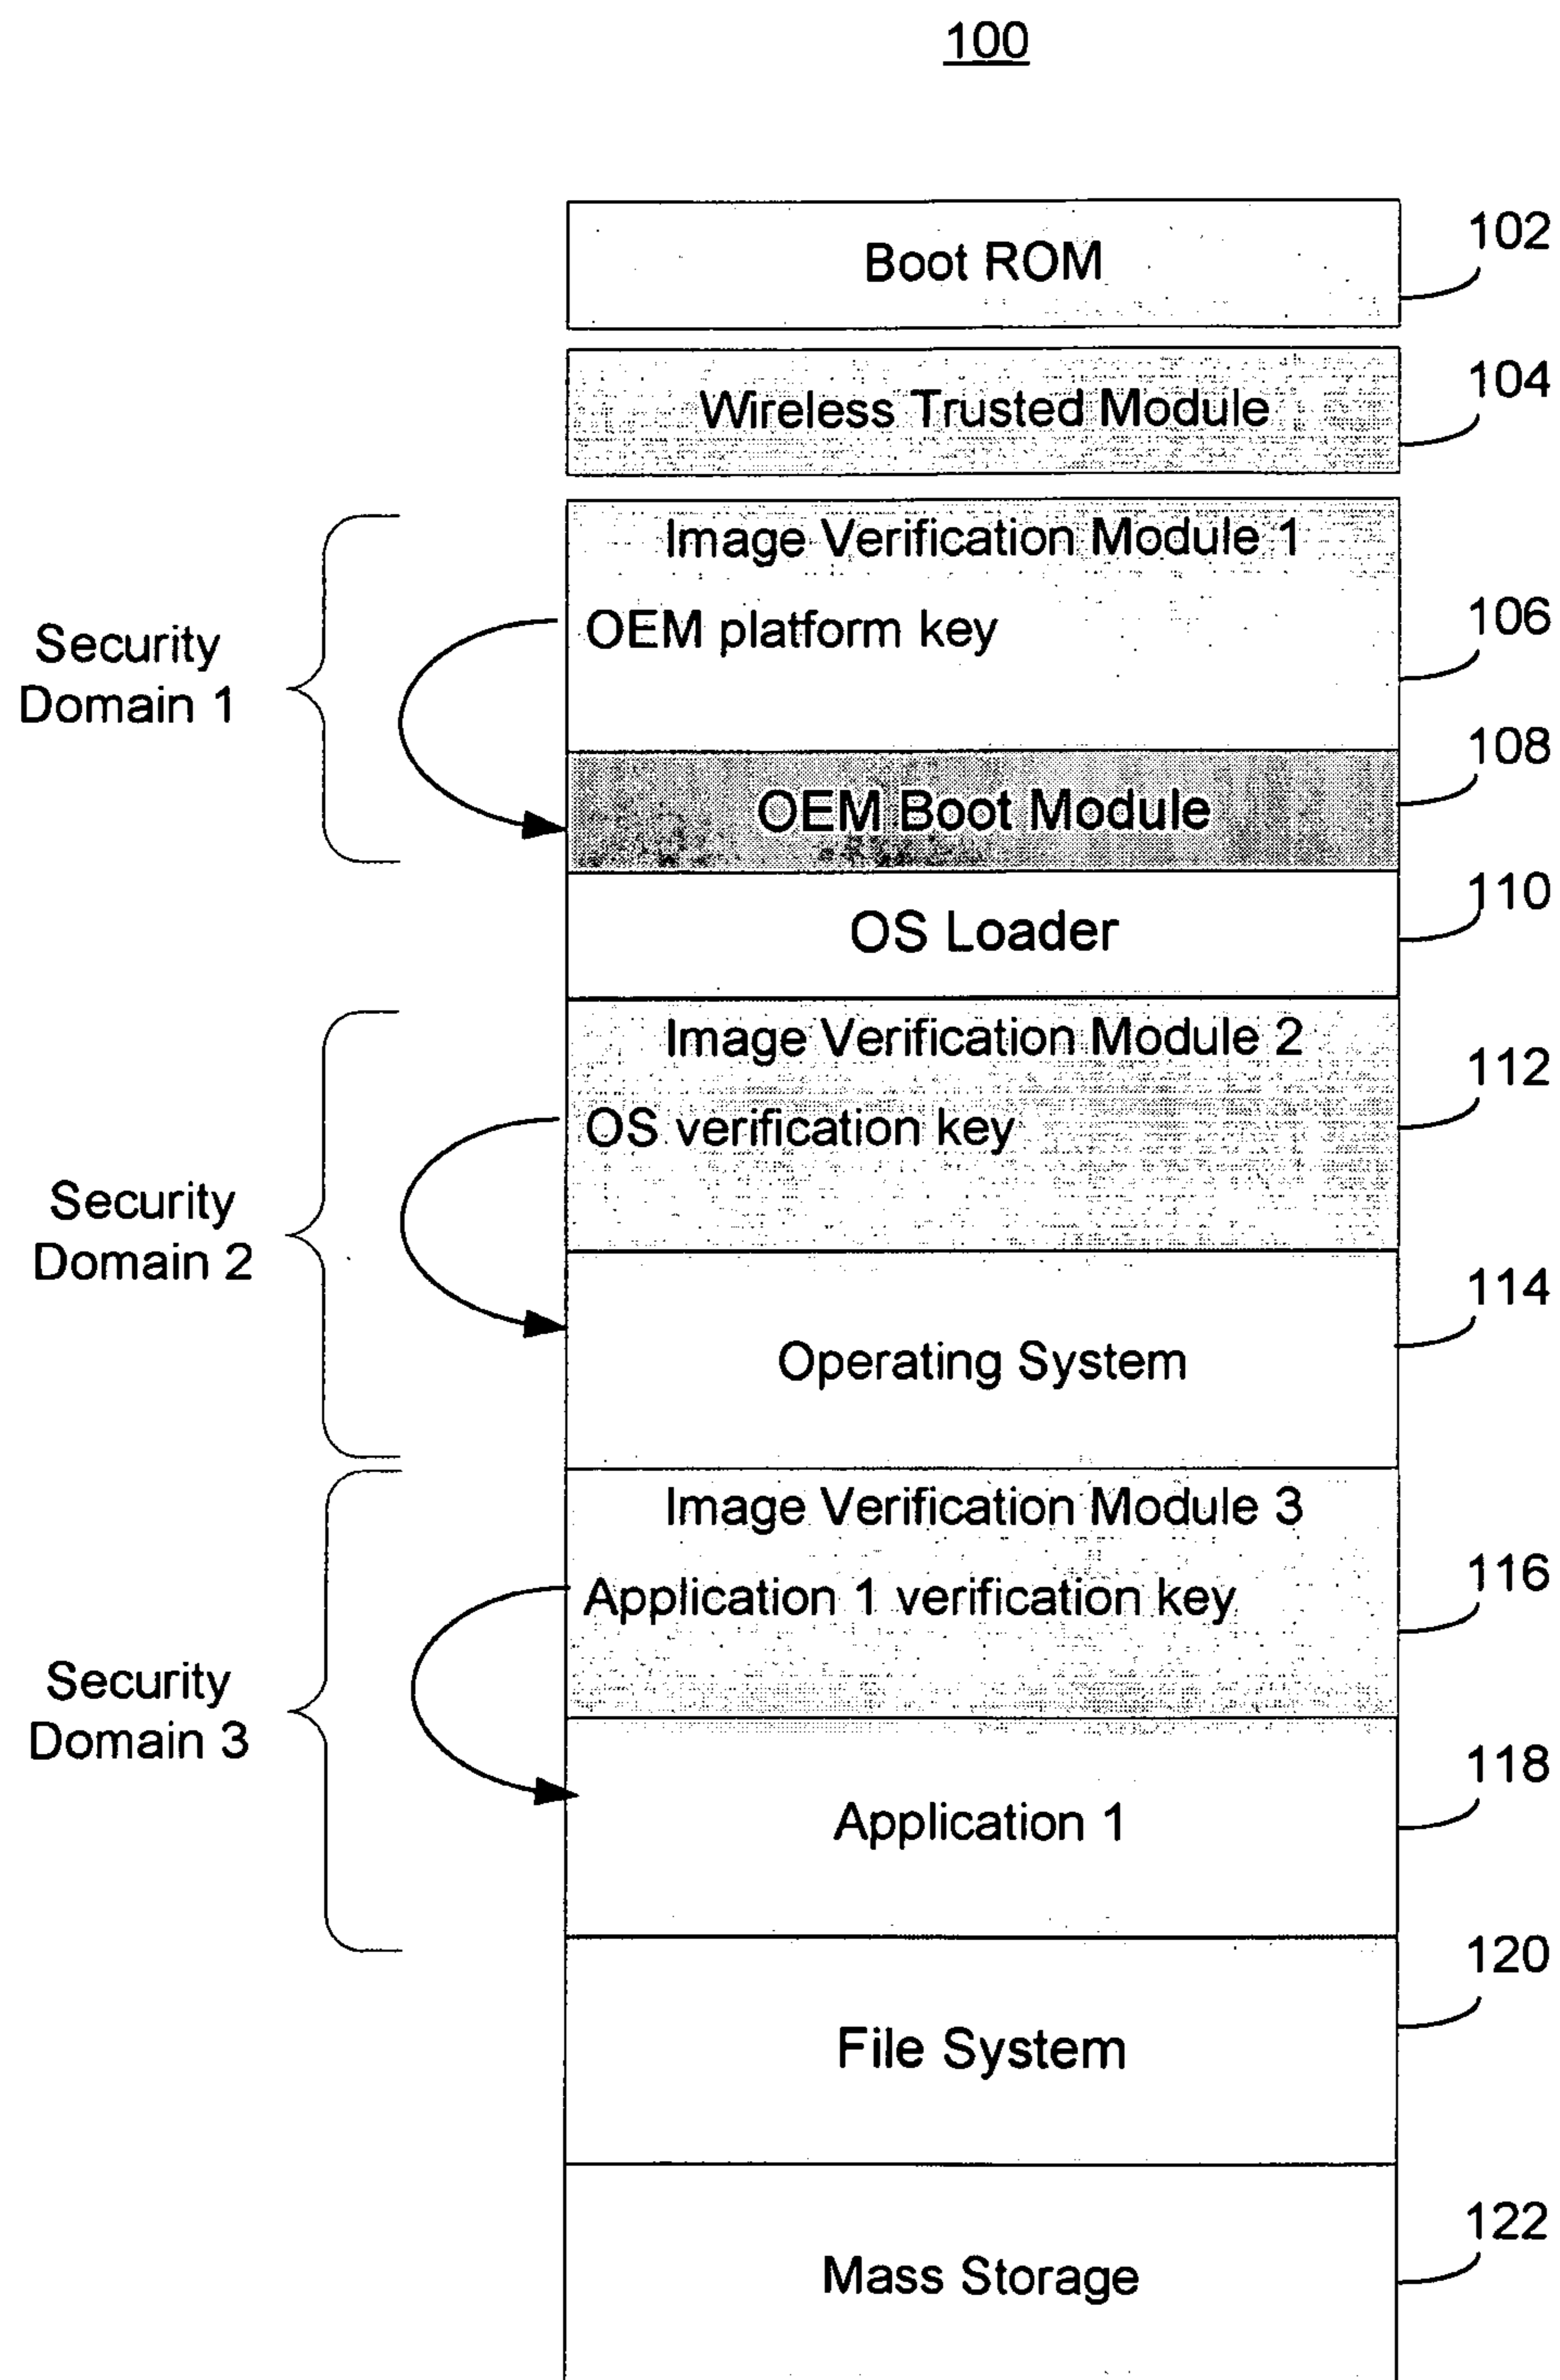 100
Boot ROM
102
Wireless Trusted Module
104
Image Verification Module 1
OEM platform key
106
Security
Domain 1
OEM Boot Module
108
OS Loader
110
Image Verification Module 2
OS verification key
112
Security
Domain 2
Operating System
114
Image Verification Module 3
Application 1 verification key
116
Security
Domain 3
Application 1
118
File System
120
Mass Storage
122